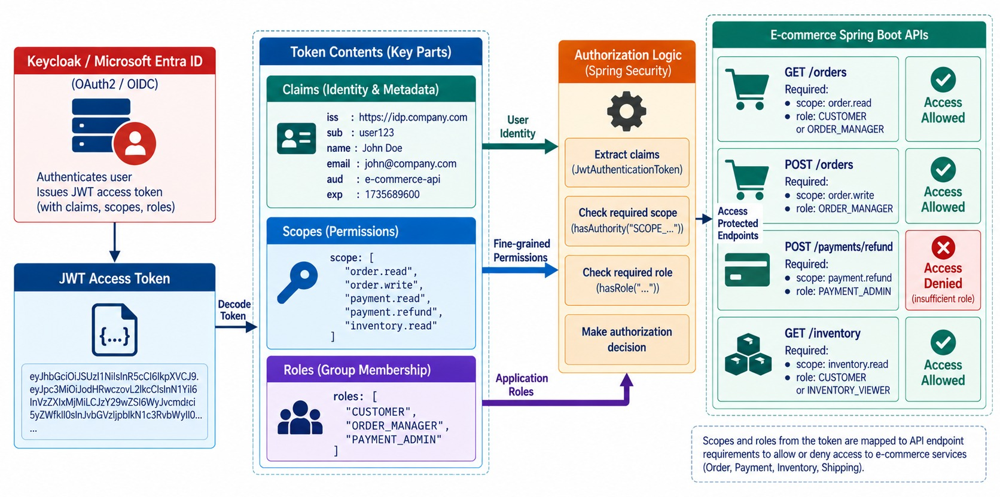 Keycloak / Microsoft Entra ID
(OAuth2 / OIDC)
Authenticates user
Issues JWT access token
(with claims, scopes, roles)
JWT Access Token
{...}
eyJhbGciOiJSUzI1NiIsInR5cCI6IkpXVCJ9.
...
Decode
Token
Token Contents (Key Parts)
Claims (Identity & Metadata)
iss : https://idp.company.com
sub : user123
name : John Doe
email : john@company.com
aud : e-commerce-api
exp : 1735689600
Scopes (Permissions)
scope: [
"order.read",
"order.write",
"payment.read",
"payment.refund",
"inventory.read"
]
Roles (Group Membership)
roles: [
"CUSTOMER",
"ORDER_MANAGER",
"PAYMENT_ADMIN"
]
User
Identity
Fine-grained
Permissions
Application
Roles
Authorization Logic
(Spring Security)
Extract claims
(JwtAuthenticationToken)
Check required scope
(hasAuthority("SCOPE_..."))
Check required role
(hasRole("..."))
Make authorization
decision
Access
Protected
Endpoints
E-commerce Spring Boot APIs
GET /orders
Required:
● scope: order.read
● role: CUSTOMER
or ORDER_MANAGER
Access
Allowed
POST /orders
Required:
● scope: order.write
● role: ORDER_MANAGER
Access
Allowed
POST /payments/refund
Required:
● scope: payment.refund
● role: PAYMENT_ADMIN
Access
Denied
(insufficient role)
GET /inventory
Required:
● scope: inventory.read
● role: CUSTOMER
or INVENTORY_VIEWER
Access
Allowed
Scopes and roles from the token are mapped to API endpoint
requirements to allow or deny access to e-commerce services
(Order, Payment, Inventory, Shipping).